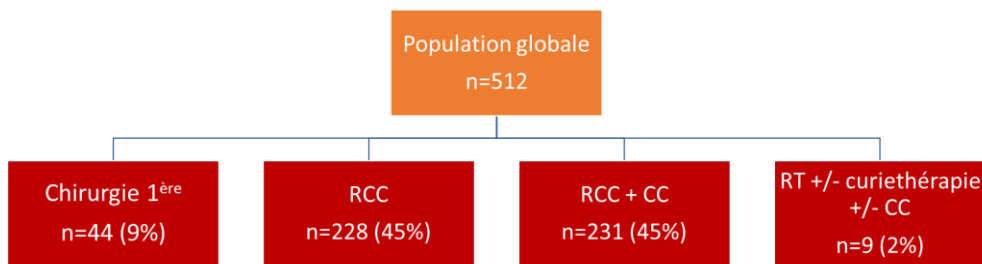 Population globale
n=512
Chirurgie 1ère
n=44 (9%)
RCC
n=228 (45%)
RCC + CC
n=231 (45%)
RT +/- curiethérapie
+/- CC
n=9 (2%)